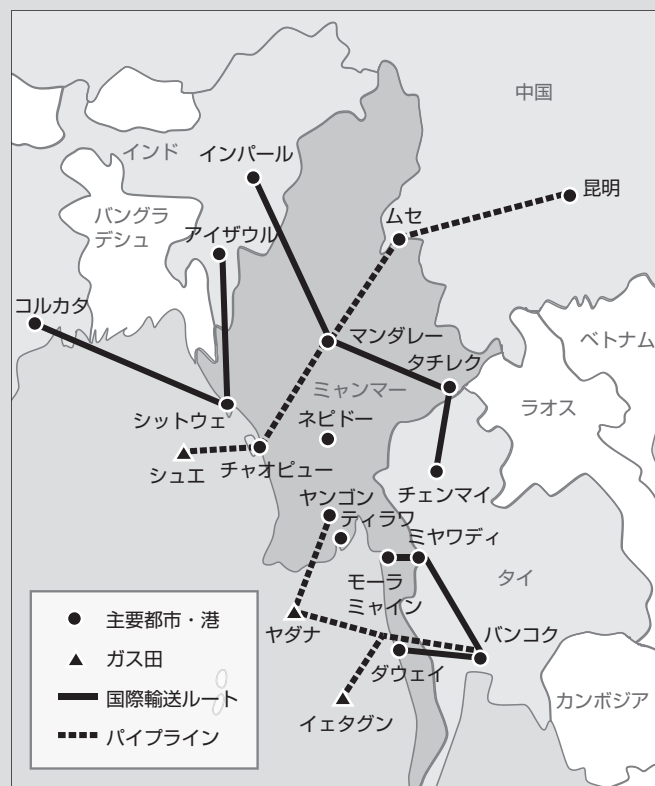 中国
インド
インパール
昆明
ムセ
バングラ
デシュ
アイザウル
コルカタ
マンダレー
ベトナム
タチレク
ミャンマー
ラオス
シットウェ
ネピドー
シュエ
チャオピュー
チェンマイ
ヤンゴン
ティラワ
ミヤワディ
モーラ
ミャイン
タイ
ヤダナ
バンコク
ダウェイ
イェタグン
カンボジア
主要都市・港
ガス田
国際輸送ルート
パイプライン